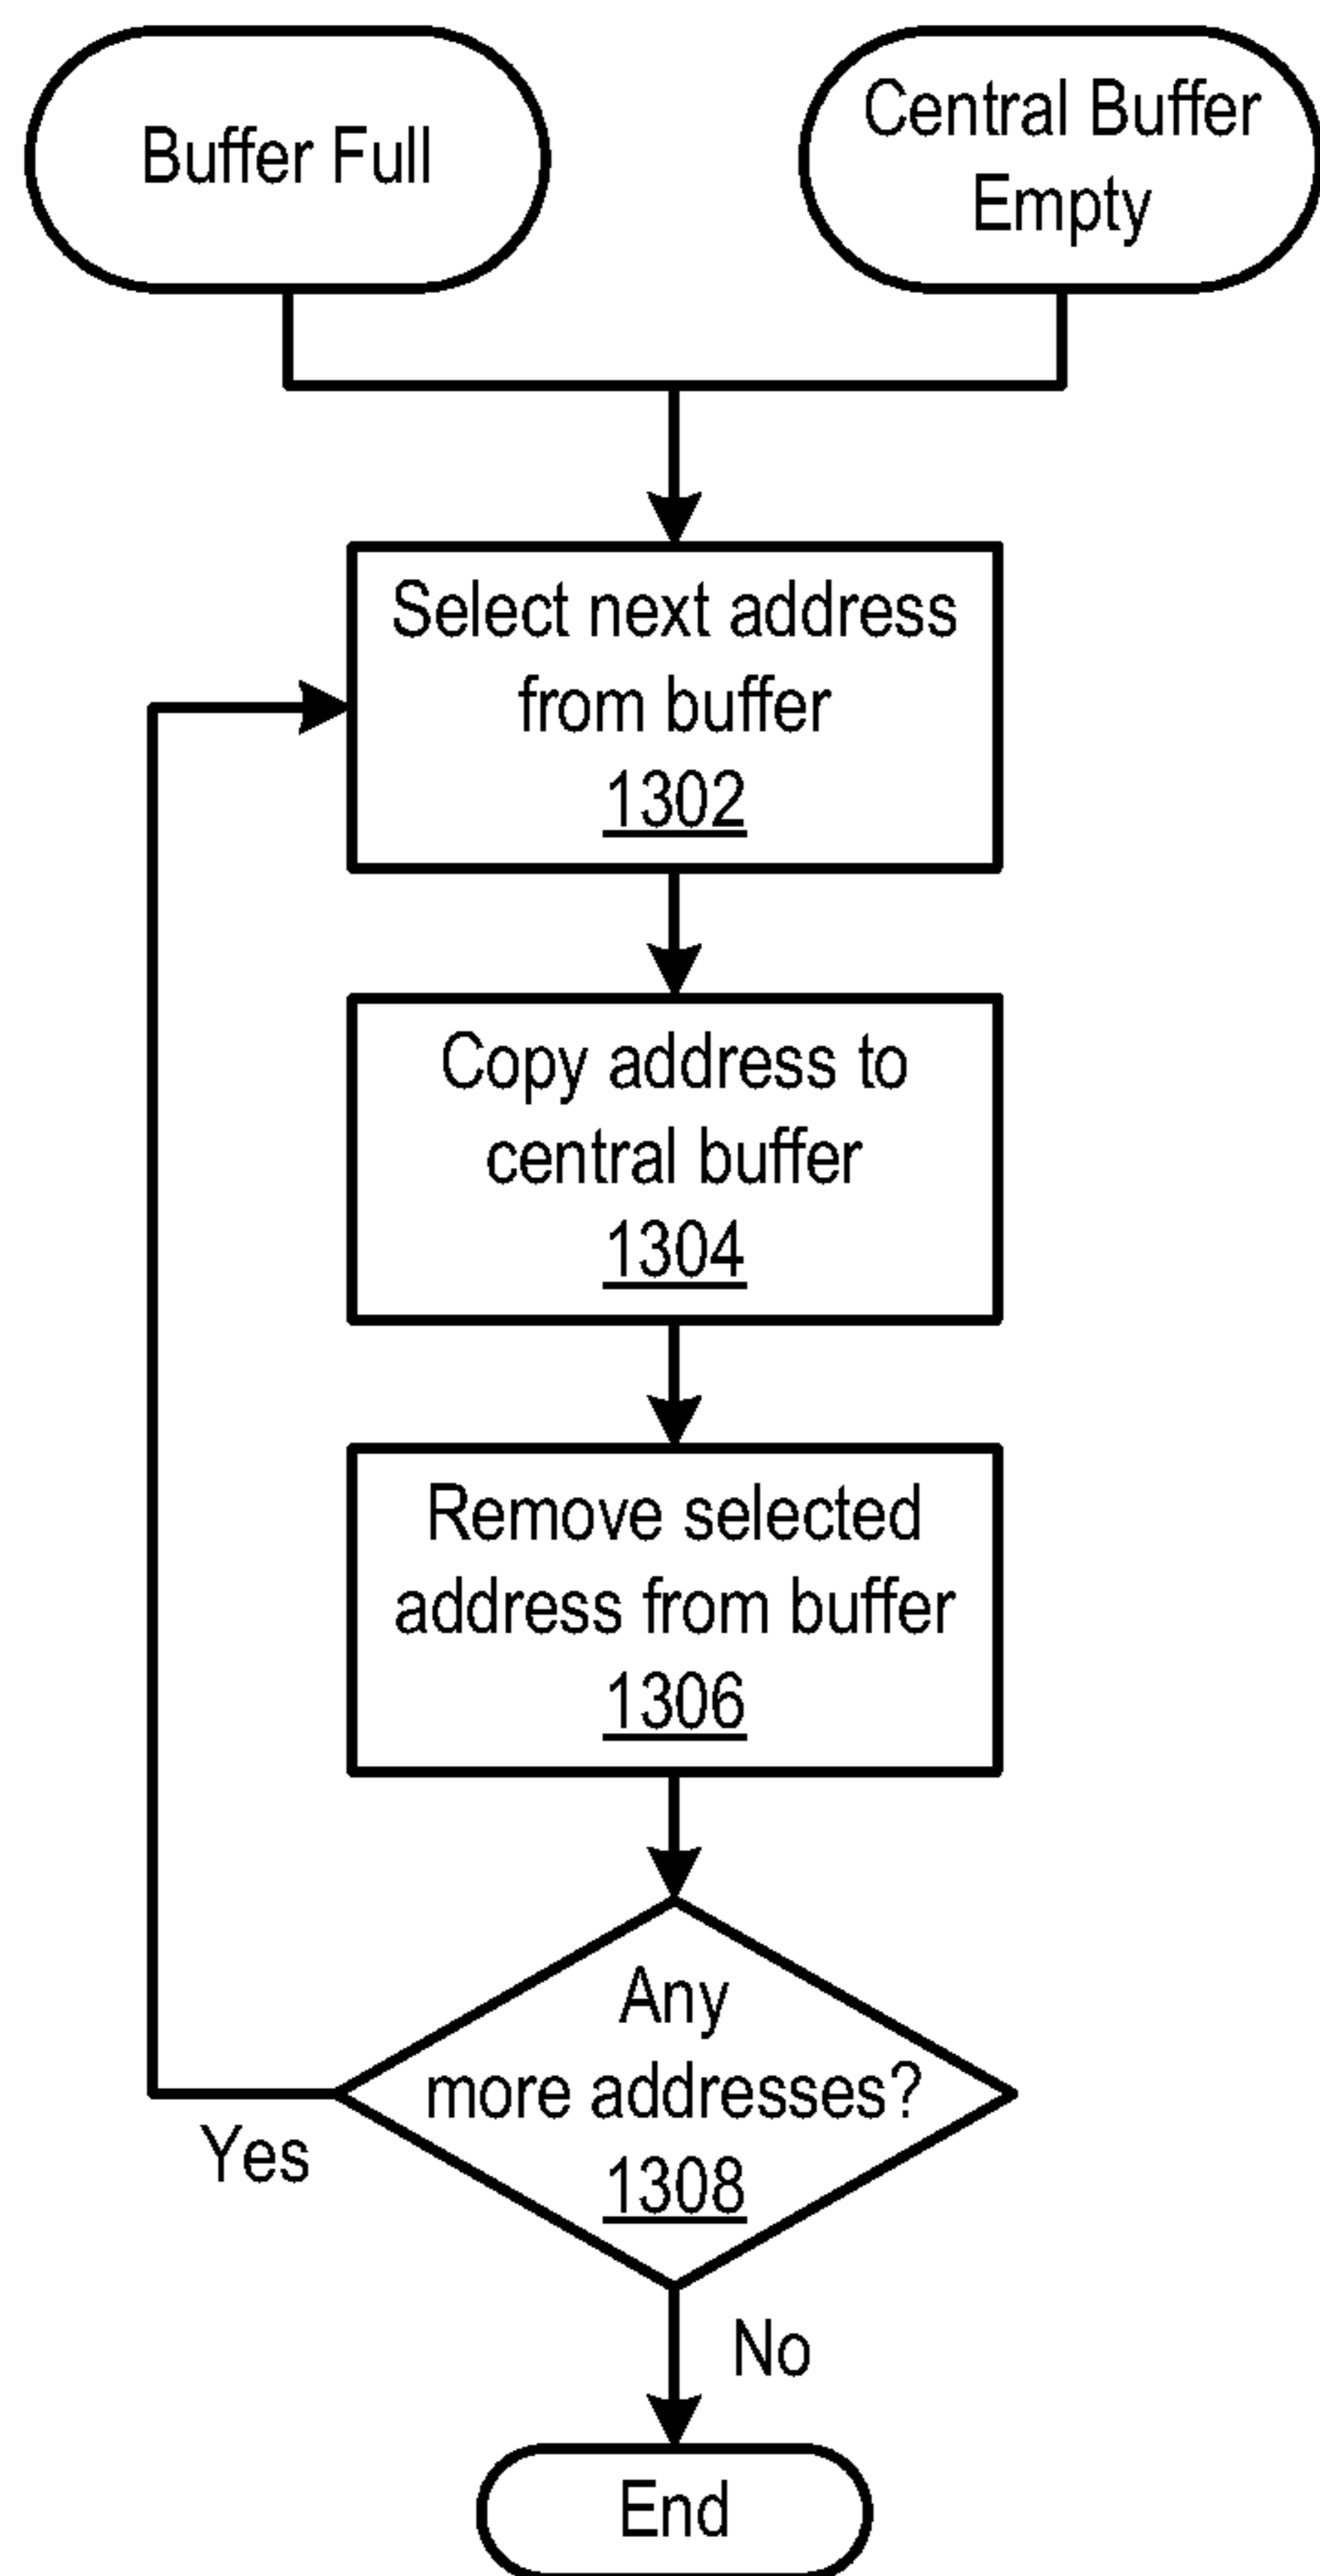 Buffer Full
Central Buffer
Empty
Select next address
from buffer
1302
Copy address to
central buffer
1304
Remove selected
address from buffer
1306
Any
more addresses?
1308
Yes
No
End